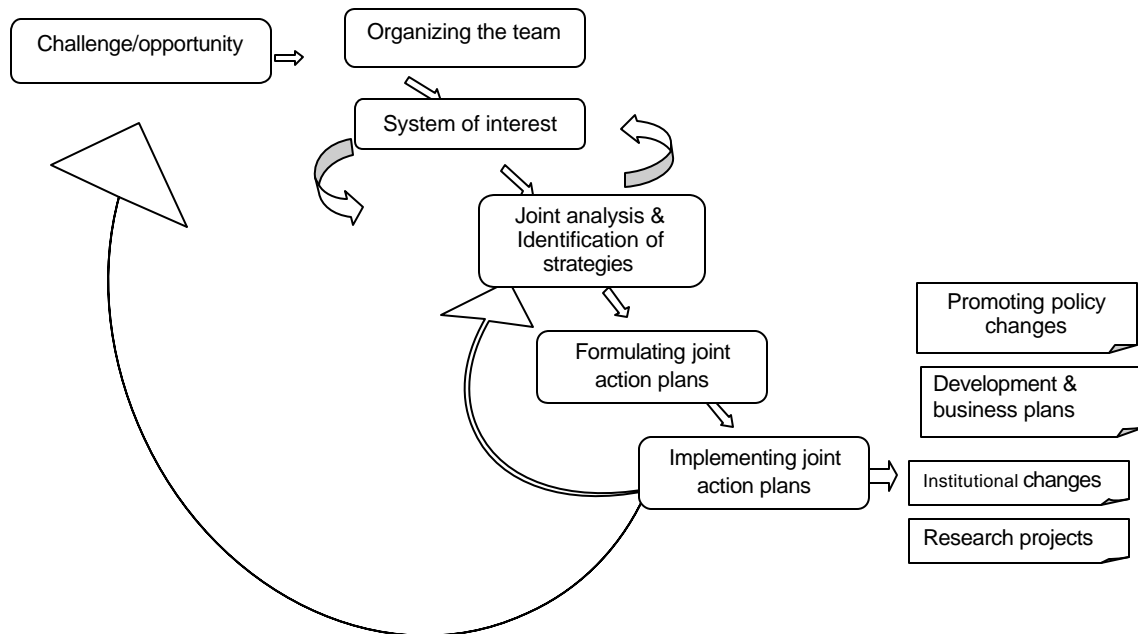 Challenge/opportunity
Organizing the team
System of interest
Joint analysis &
Identification of
strategies
Formulating joint
action plans
Implementing joint
action plans
Promoting policy
changes
Development &
business plans
Institutional changes
Research projects